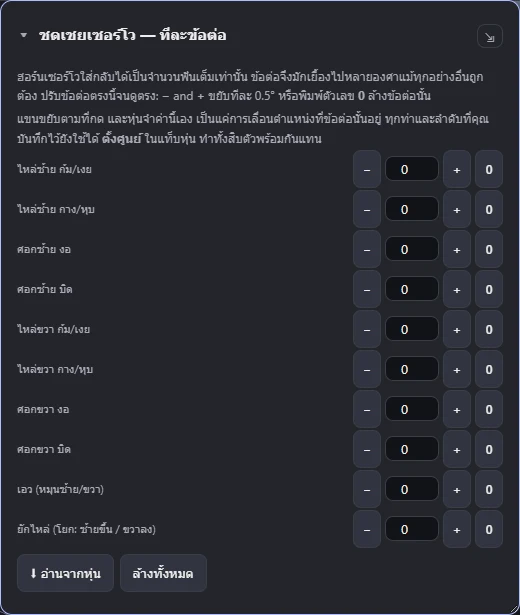 ▼ ชดเชยเซอร์โว — ทีละข้อต่อ
ฮอร์นเซอร์โวใส่กลับได้เป็นจำนวนฟันเต็มเท่านั้น ข้อต่อจึงมักเยื้องไปหลายองศาแม้ทุกอย่างอื่นถูก
ต้อง ปรับข้อต่อตรงนี้จนดูตรง: − and + ขยับทีละ 0.5° หรือพิมพ์ตัวเลข 0 ล้างข้อต่อนั้น
แขนขยับตามที่กด และหุ่นจำค่านี้เอง เป็นแค่การเลื่อนตำแหน่งที่ข้อต่อนั้นอยู่ ทุกท่าและลำดับที่คุณ
บันทึกไว้ยังใช้ได้ ตั้งศูนย์ ในแท็บหุ่น ทำทั้งสิบตัวพร้อมกันแทน
ไหล่ซ้าย ก้ม/เงย − 0 + 0
ไหล่ซ้าย กาง/หุบ − 0 + 0
ศอกซ้าย งอ − 0 + 0
ศอกซ้าย บิด − 0 + 0
ไหล่ขวา ก้ม/เงย − 0 + 0
ไหล่ขวา กาง/หุบ − 0 + 0
ศอกขวา งอ − 0 + 0
ศอกขวา บิด − 0 + 0
เอว (หมุนซ้าย/ขวา) − 0 + 0
ยักไหล่ (โยก: ซ้ายขึ้น / ขวาลง) − 0 + 0
⬇ อ่านจากหุ่น ล้างทั้งหมด